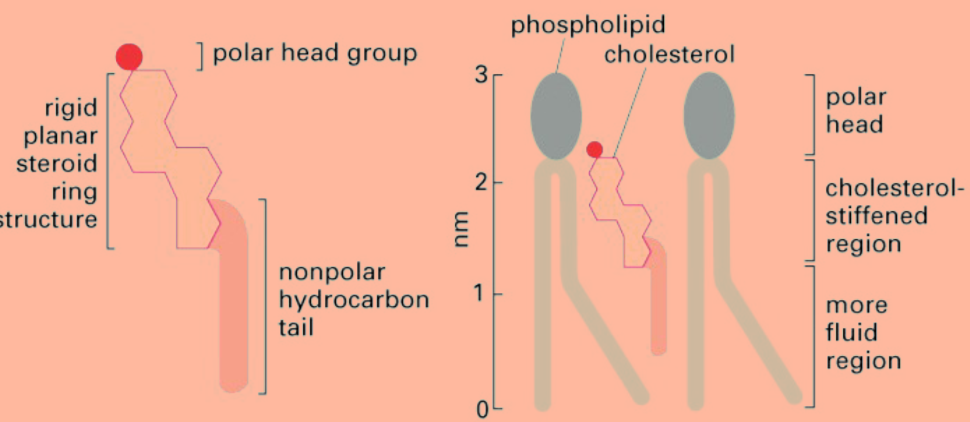 polar head group
rigid
planar
steroid
ring
structure
nonpolar
hydrocarbon
tail
phospholipid
cholesterol
3
2
nm
1
0
polar
head
cholesterol-
stiffened
region
more
fluid
region